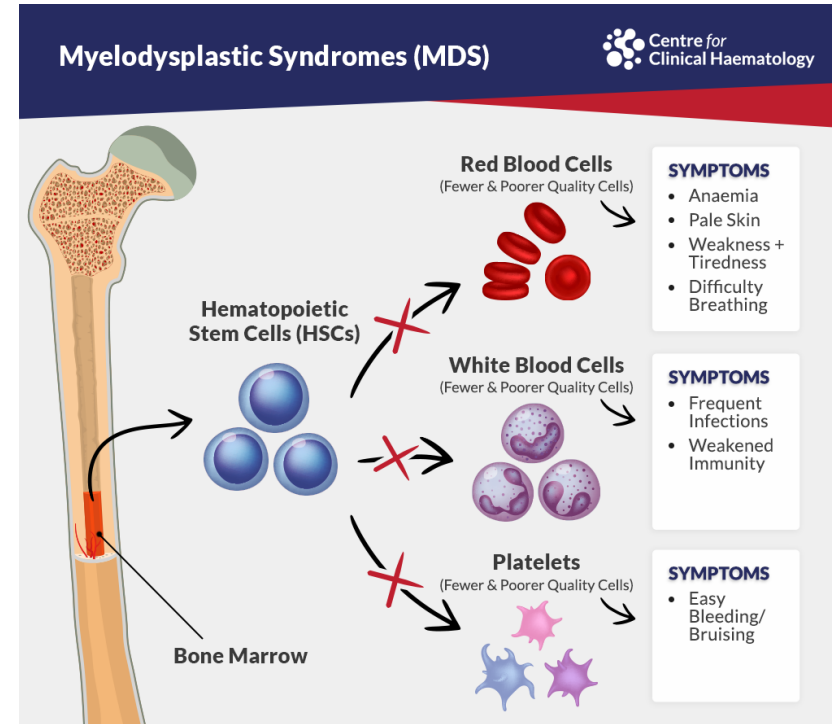 Myelodysplastic Syndromes (MDS)
Centre for
Clinical Haematology
Red Blood Cells
(Fewer & Poorer Quality Cells)
SYMPTOMS
• Anaemia
• Pale Skin
• Weakness +
Tiredness
• Difficulty
Breathing
Hematopoietic
Stem Cells (HSCs)
White Blood Cells
(Fewer & Poorer Quality Cells)
SYMPTOMS
• Frequent
Infections
• Weakened
Immunity
Platelets
(Fewer & Poorer Quality Cells)
SYMPTOMS
• Easy
Bleeding/
Bruising
Bone Marrow